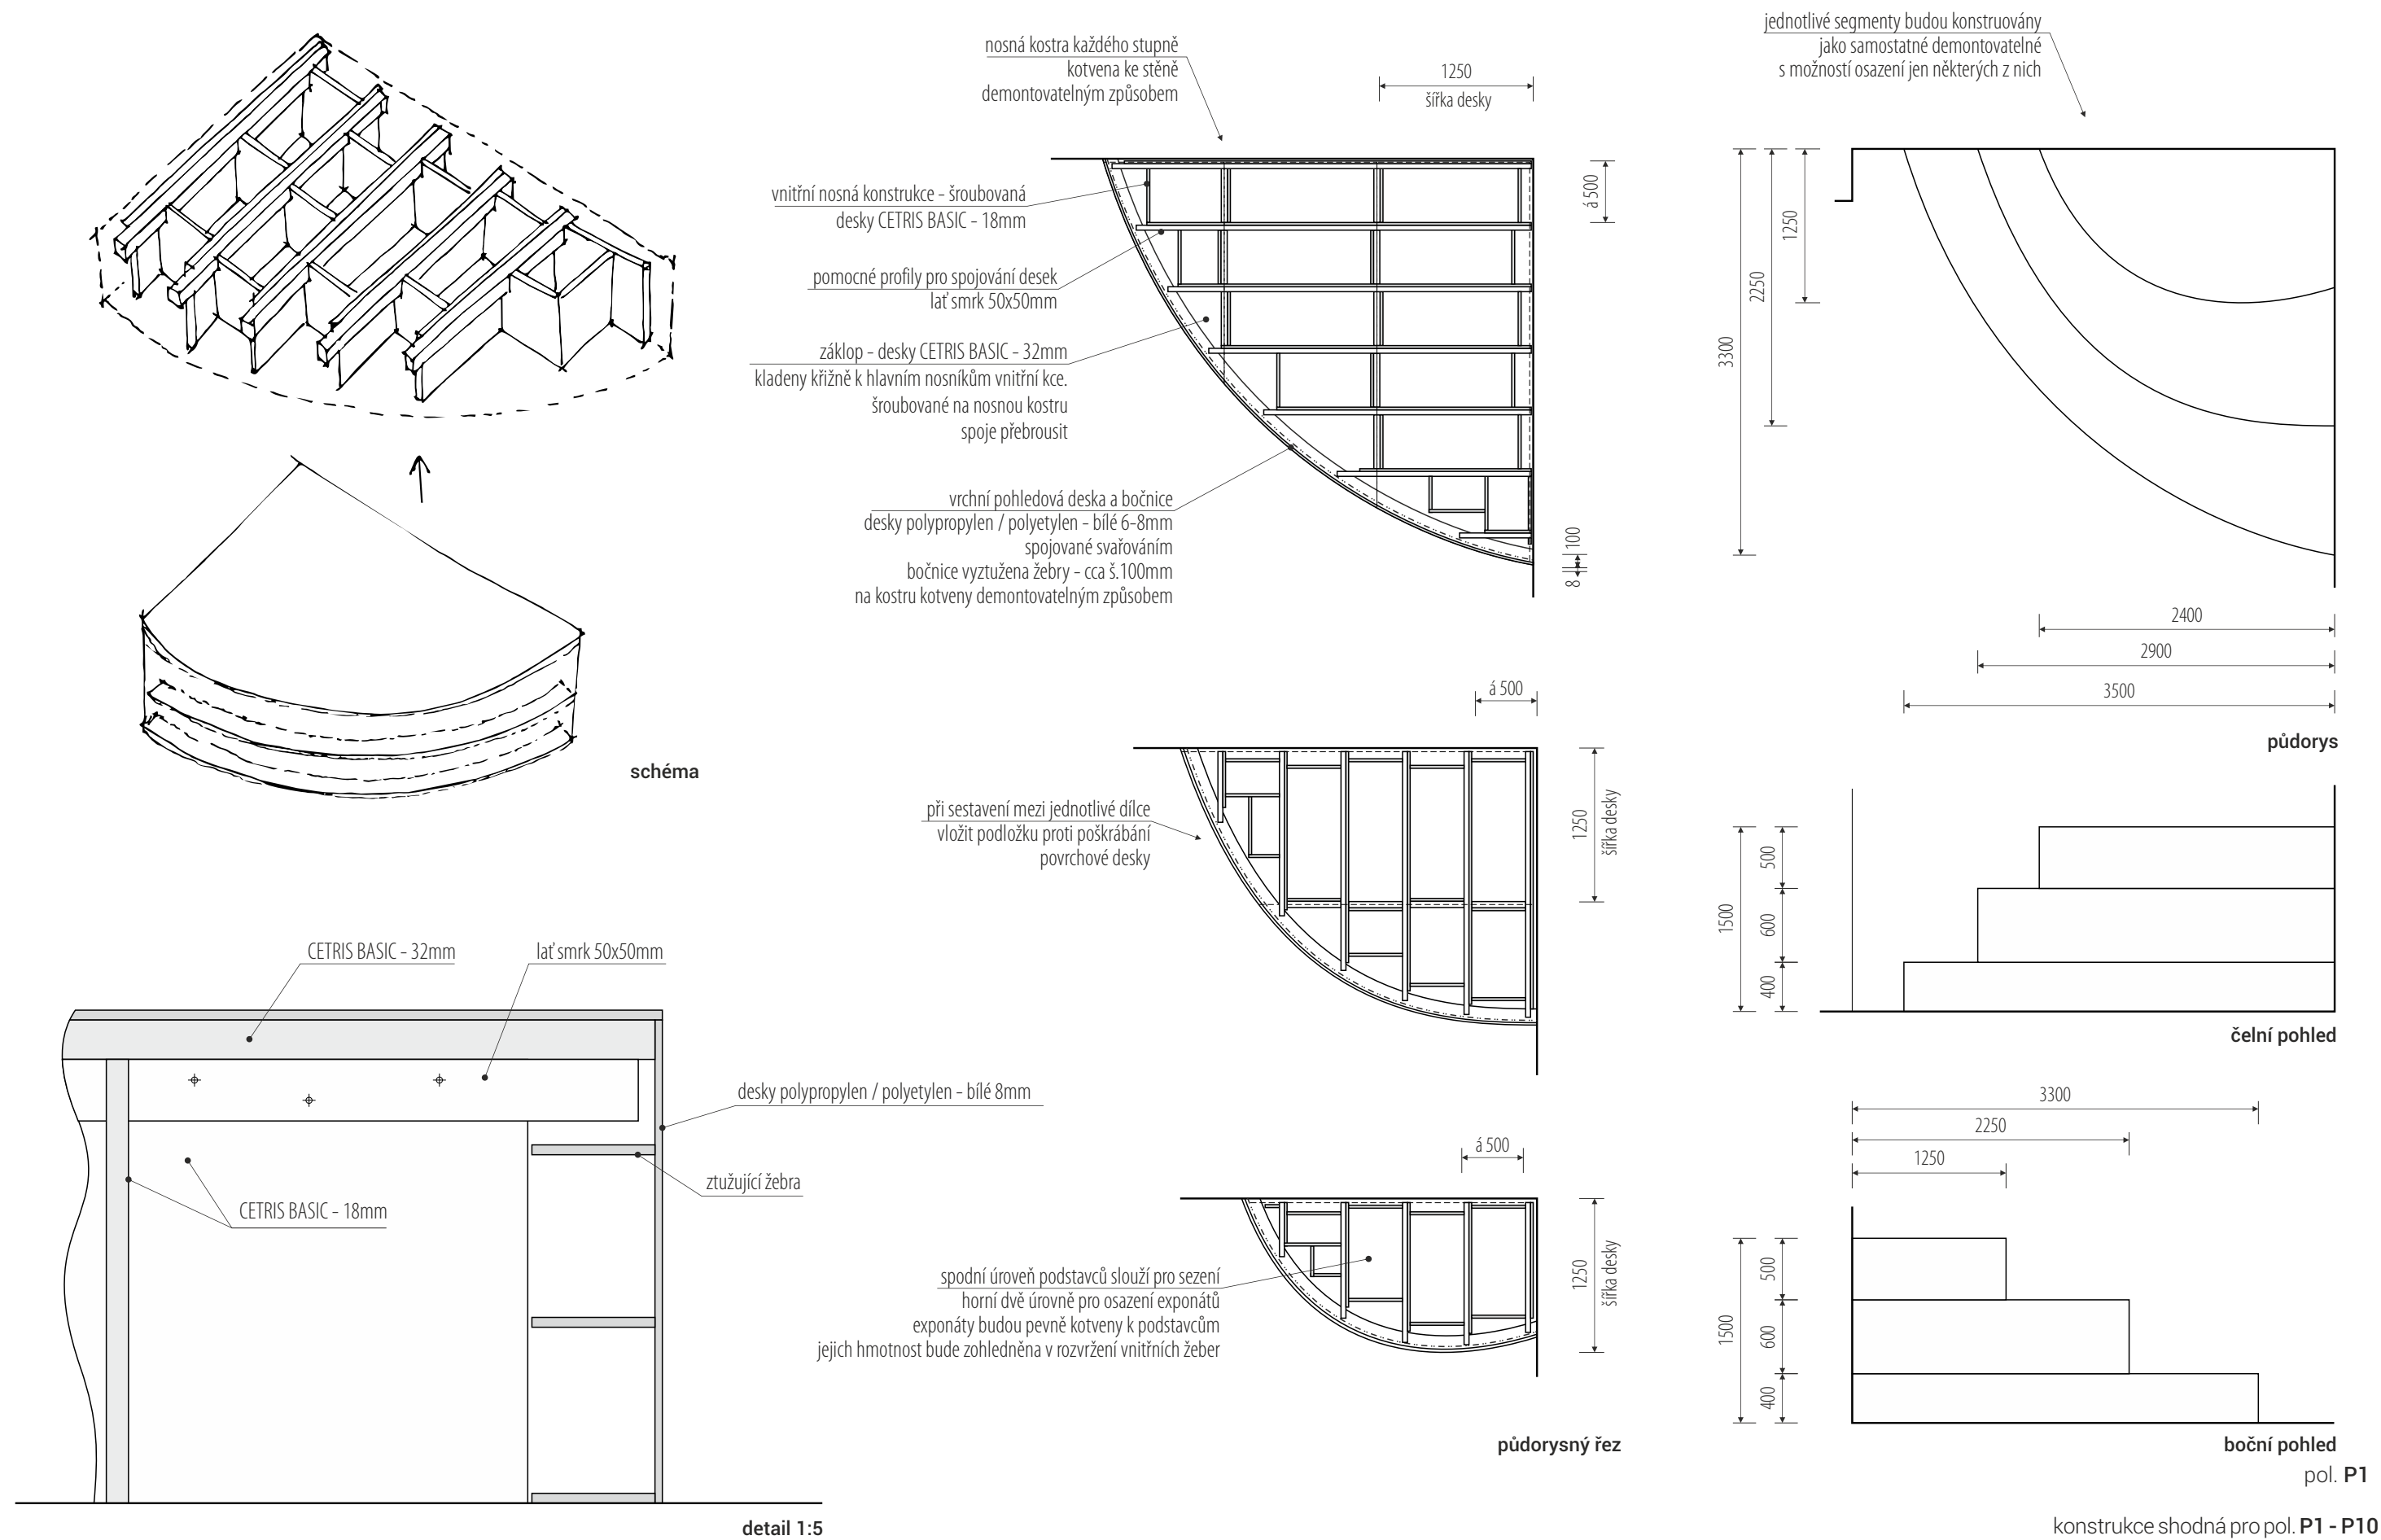 schéma
CETRIS BASIC - 32mm
lať smrk 50x50mm
desky polypropylen / polyetylen - bílé 8mm
ztužující žebra
CETRIS BASIC - 18mm
detail 1:5
nosná kostra každého stupně
kotvena ke stěně
demontovatelným způsobem
1250
šířka desky
á 500
vnitřní nosná konstrukce - šroubovaná
desky CETRIS BASIC - 18mm
pomocné profily pro spojování desek
lať smrk 50x50mm
záklop - desky CETRIS BASIC - 32mm
kladeny křižně k hlavním nosníkům vnitřní kce.
šroubované na nosnou kostru
spoje přebrousit
vrchní pohledová deska a bočnice
desky polypropylen / polyetylen - bílé 6-8mm
spojované svařováním
bočnice vyztužena žebry - cca š.100mm
na kostru kotveny demontovatelným způsobem
100
8
á 500
1250
šířka desky
při sestavení mezi jednotlivé dílce
vložit podložku proti poškrábání
povrchové desky
á 500
1250
šířka desky
spodní úroveň podstavců slouží pro sezení
horní dvě úrovně pro osazení exponátů
exponáty budou pevně kotveny k podstavcům
jejich hmotnost bude zohledněna v rozvržení vnitřních žeber
půdorysný řez
jednotlivé segmenty budou konstruovány
jako samostatné demontovatelné
s možností osazení jen některých z nich
3300
2250
1250
2400
2900
3500
půdorys
1500
500
600
400
čelní pohled
3300
2250
1250
1500
500
600
400
boční pohled
pol. P1
konstrukce shodná pro pol. P1 - P10